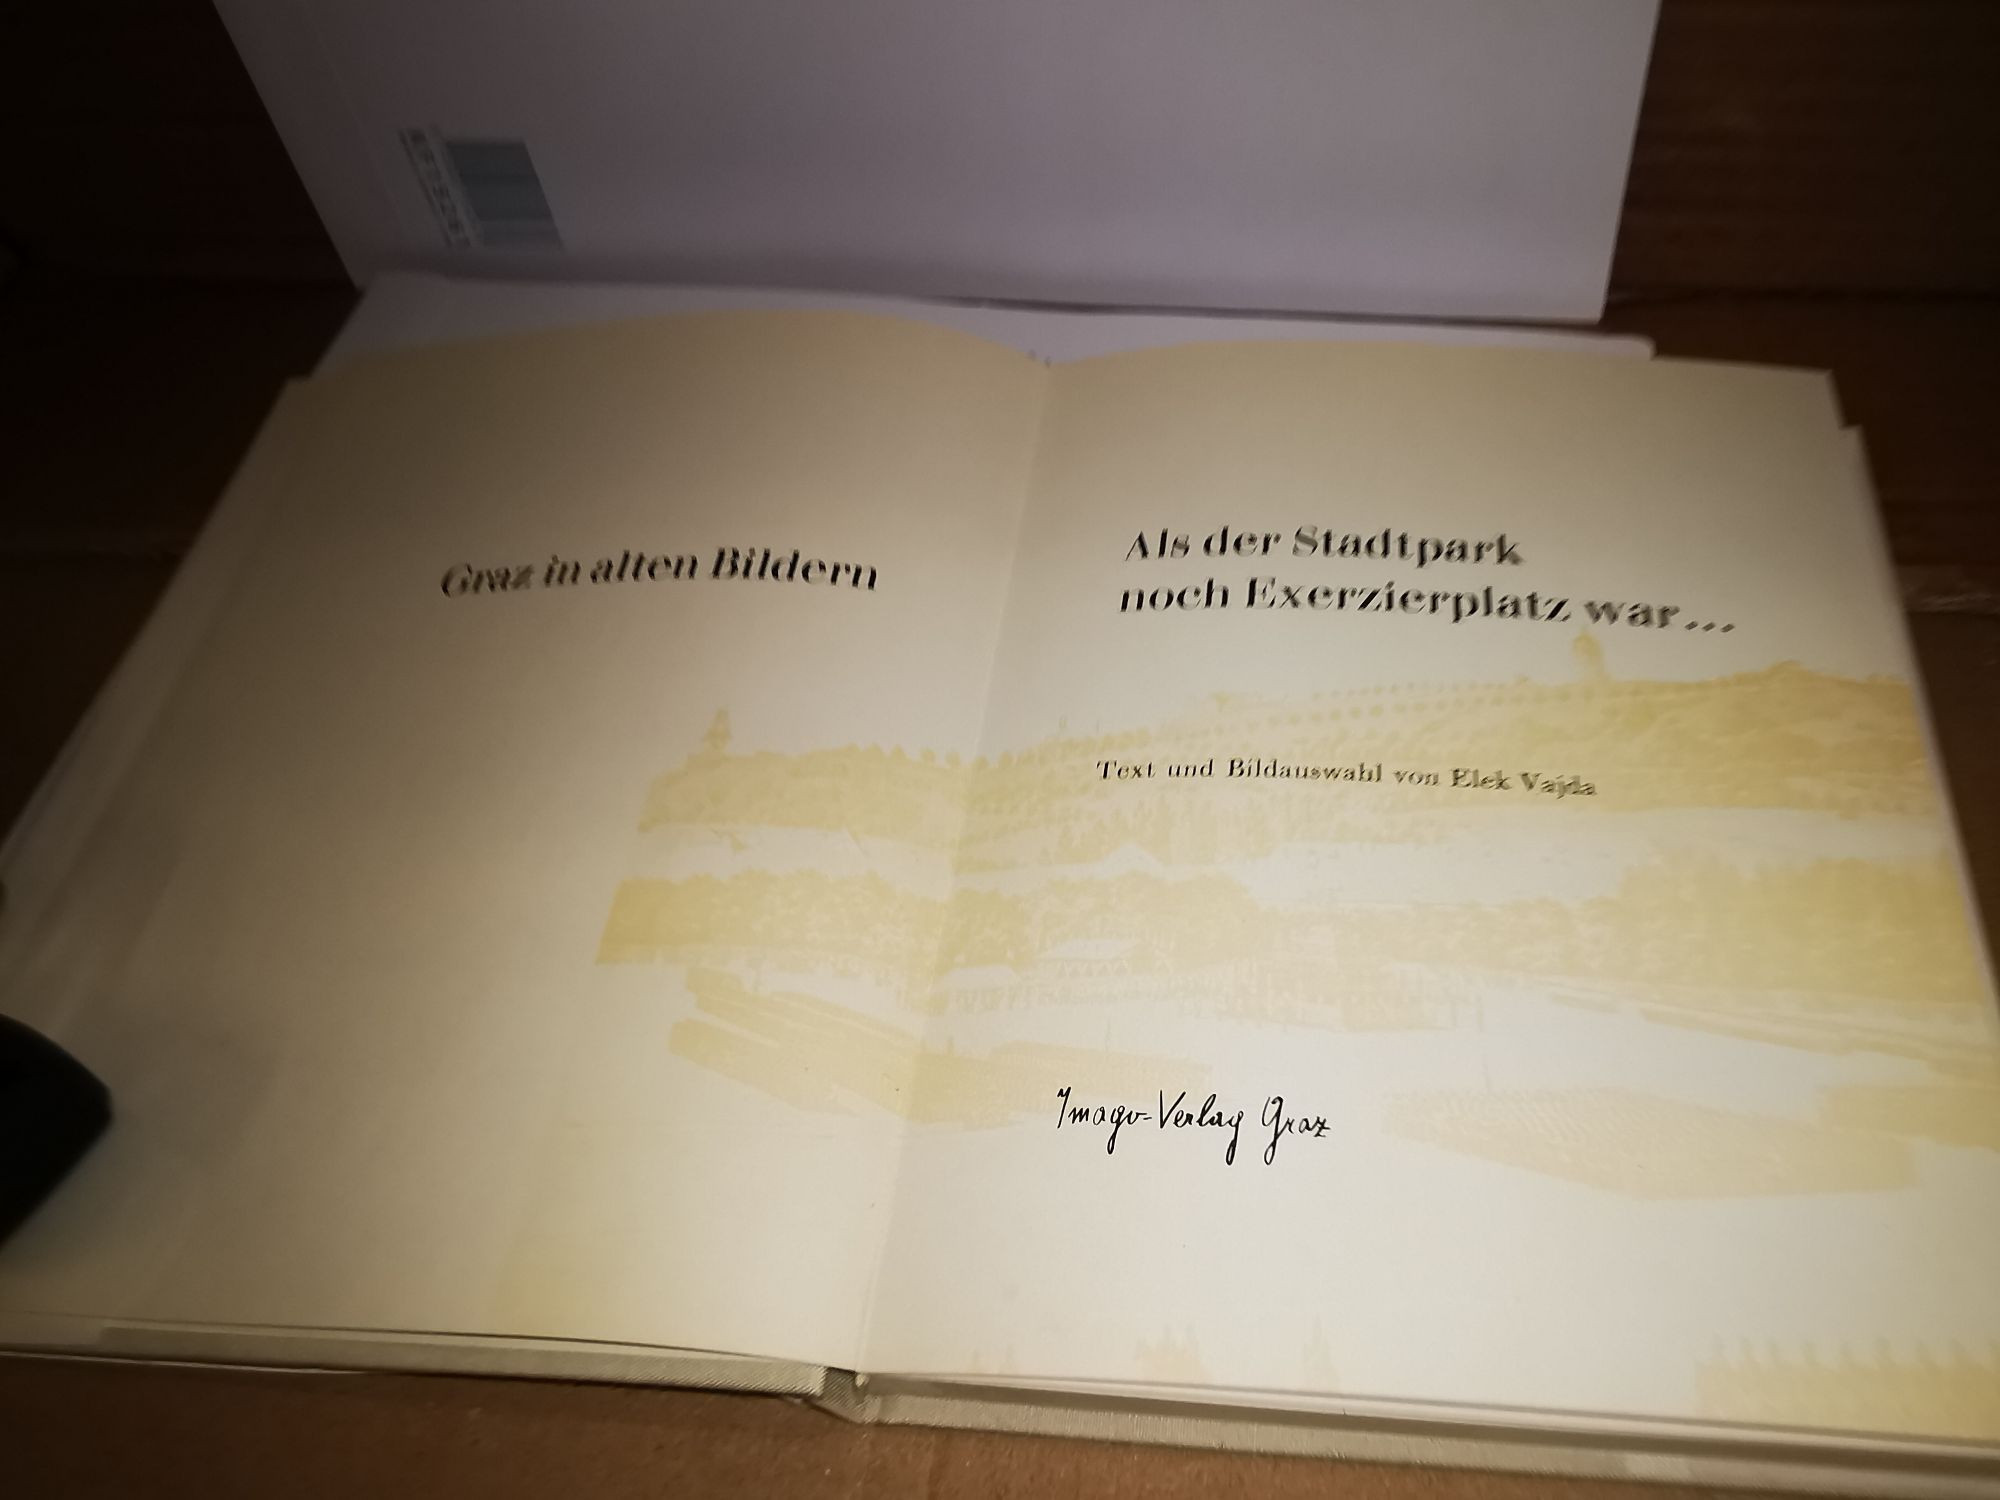 Graz in alten Bildern
Als der Stadtpark
noch Exerzierplatz war...
Text und Bildauswahl von Elek Vajda
Imago-Verlag Graz